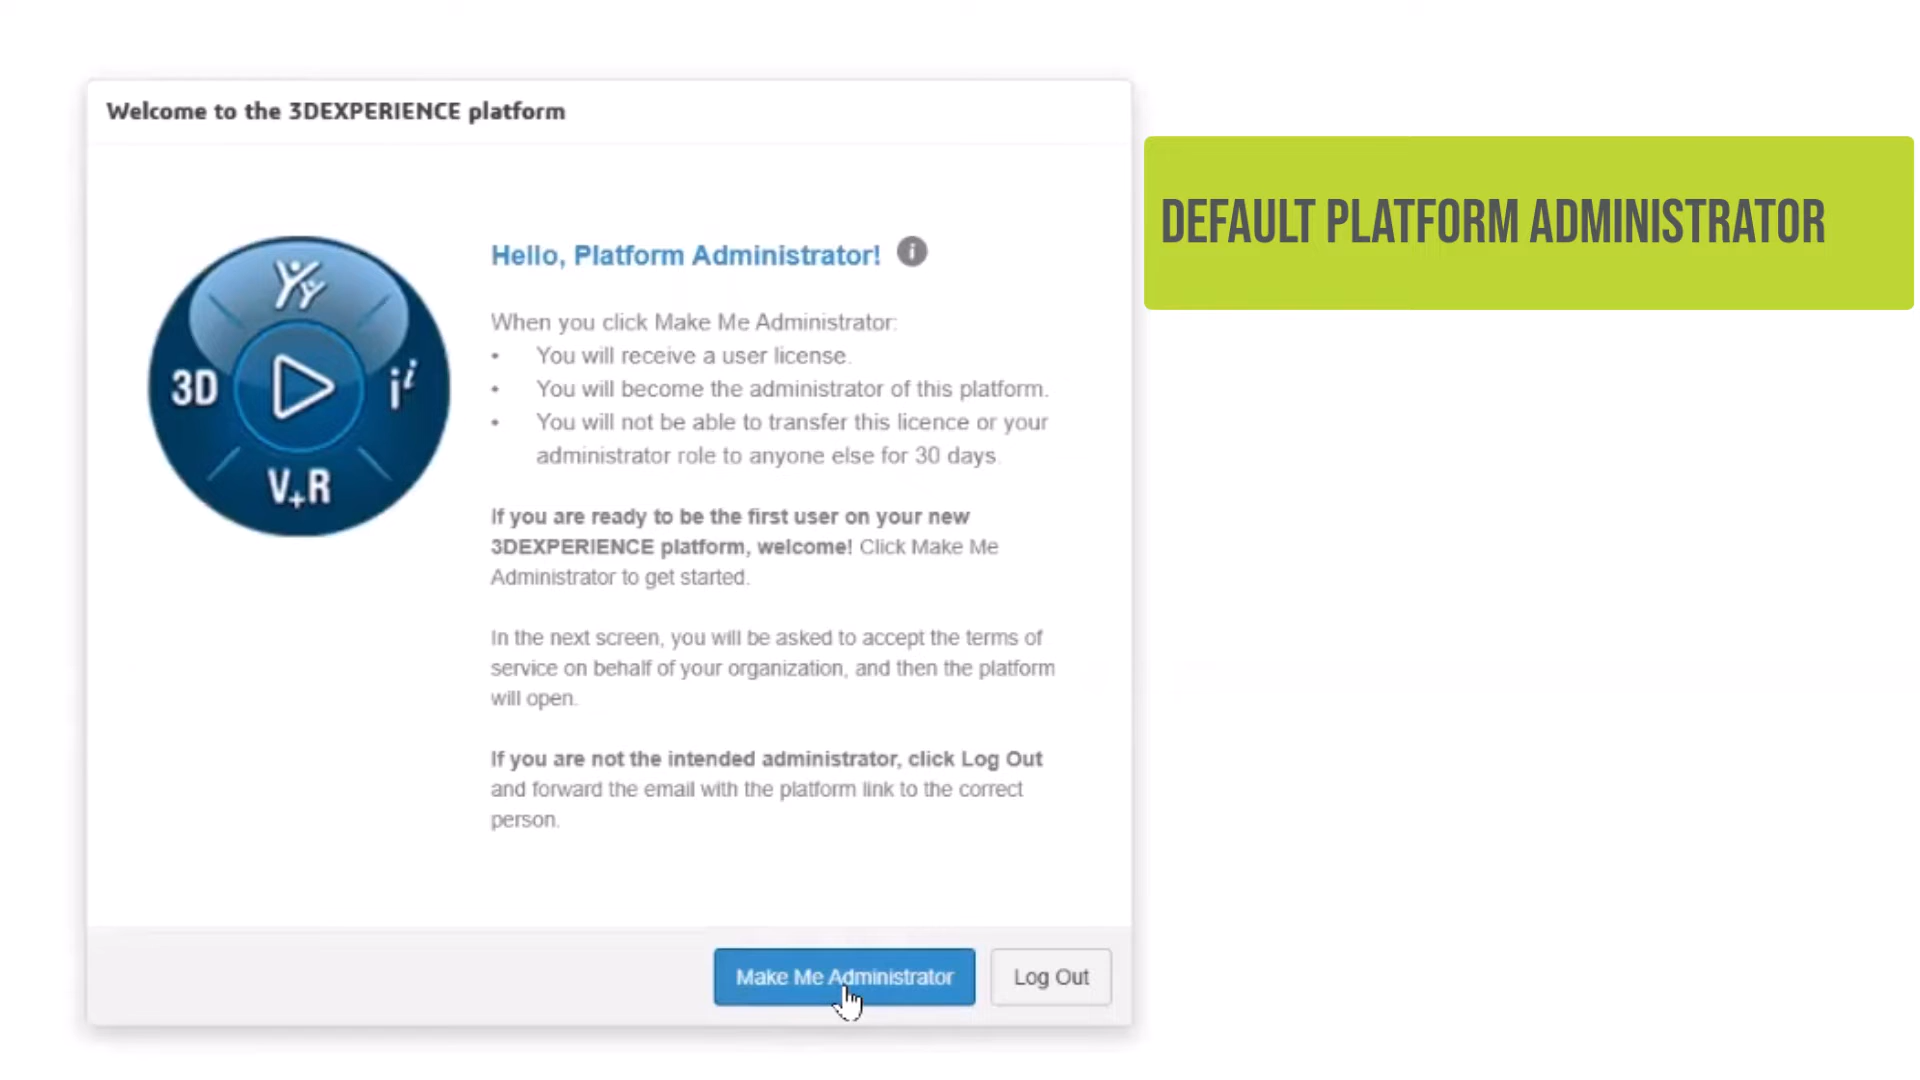 Welcome to the 3DEXPERIENCE platform
DEFAULT PLATFORM ADMINISTRATOR
3D
i i
V+R
Hello, Platform Administrator! i
When you click Make Me Administrator:
• You will receive a user license.
• You will become the administrator of this platform.
• You will not be able to transfer this licence or your
administrator role to anyone else for 30 days.
If you are ready to be the first user on your new
3DEXPERIENCE platform, welcome! Click Make Me
Administrator to get started.
In the next screen, you will be asked to accept the terms of
service on behalf of your organization, and then the platform
will open.
If you are not the intended administrator, click Log Out
and forward the email with the platform link to the correct
person.
Make Me Administrator
Log Out